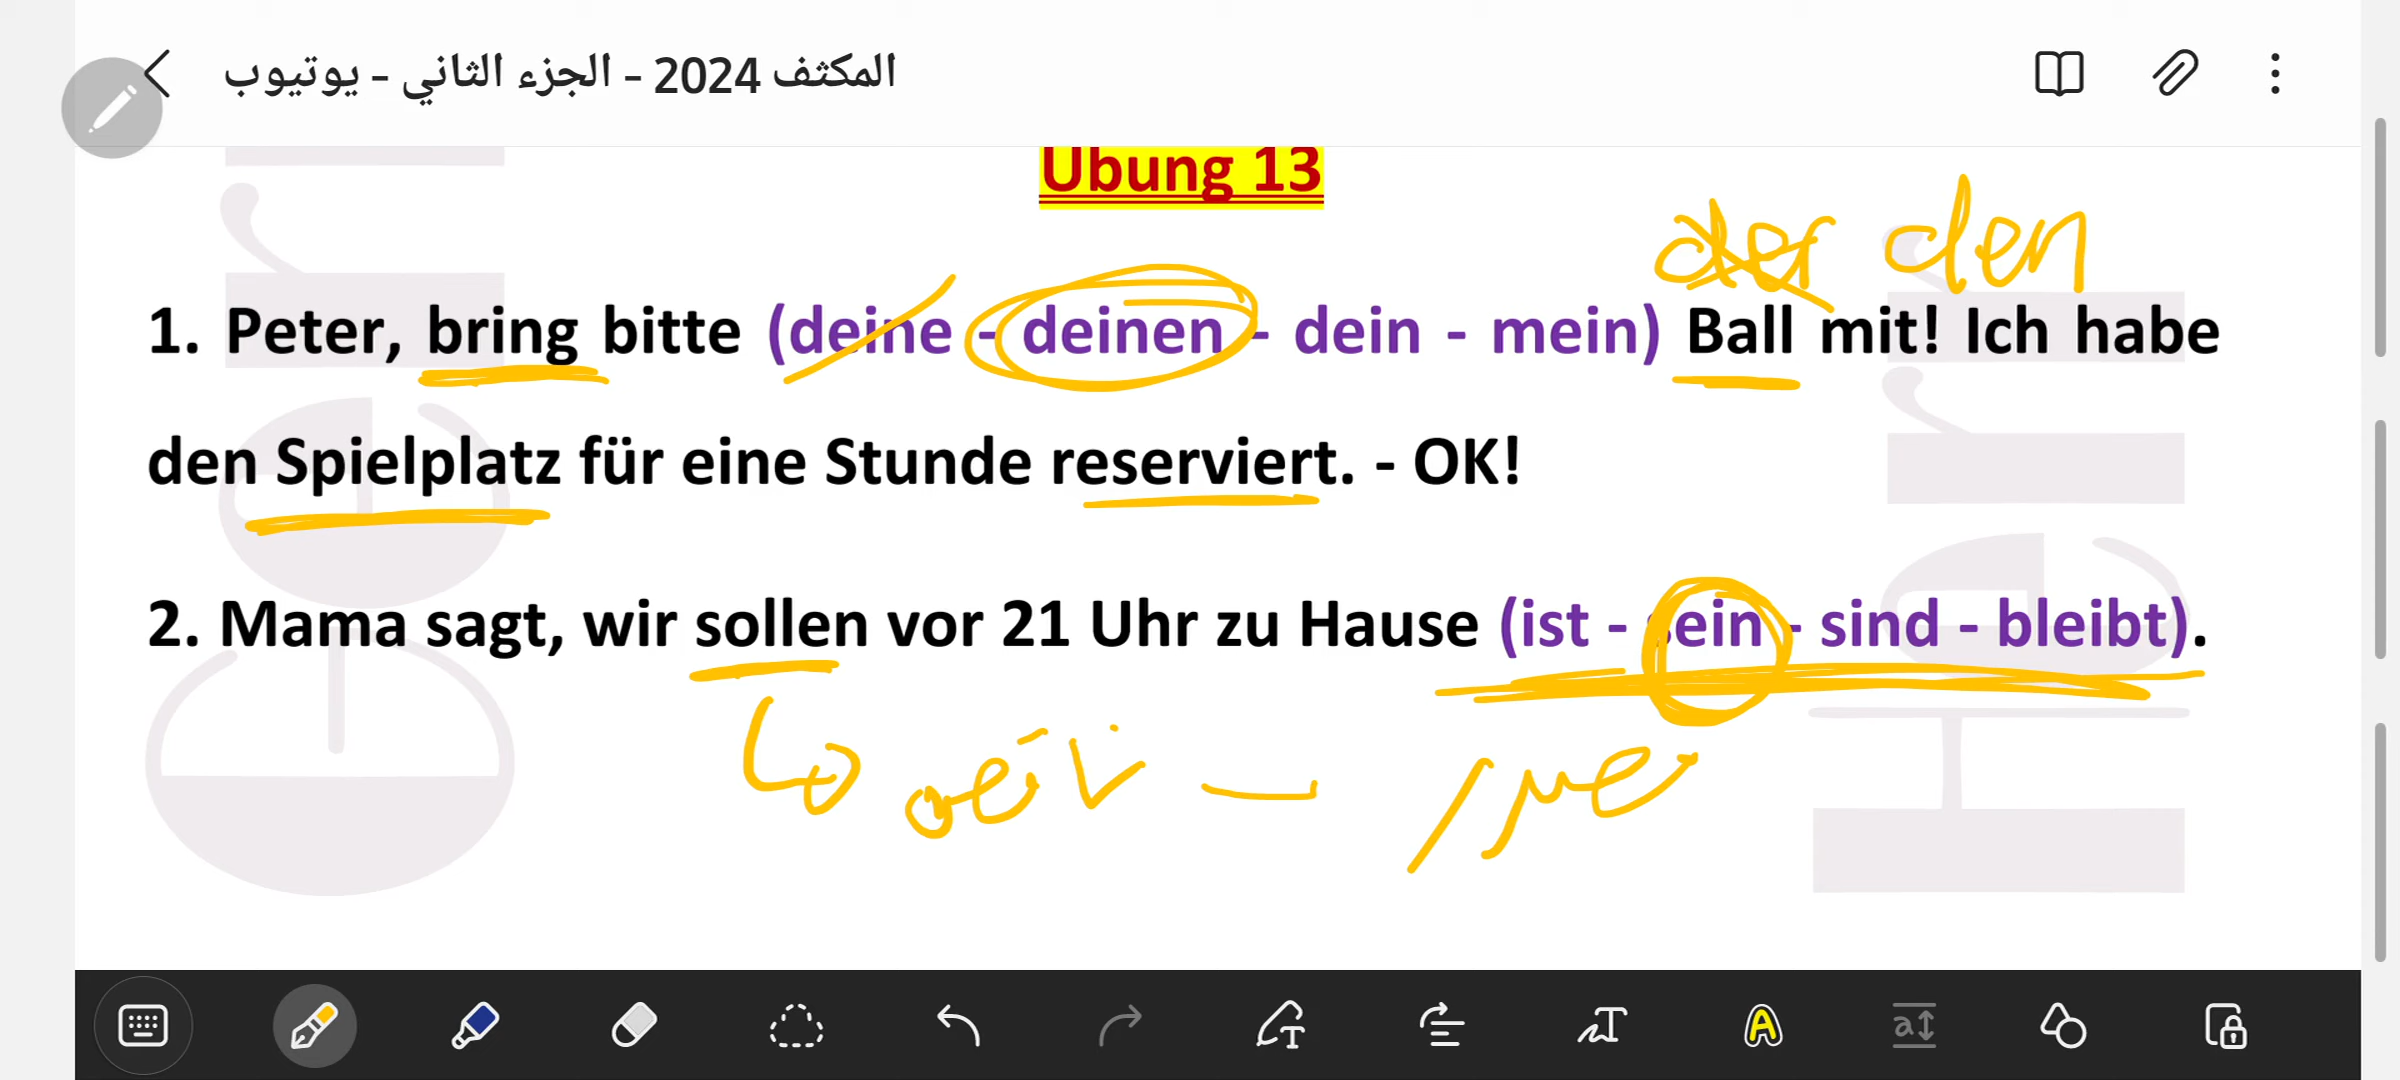 المكثف 2024 - الجزء الثاني - يوتيوب
Übung 13
der den
1. Peter, bring bitte (deine - deinen - dein - mein) Ball mit! Ich habe
den Spielplatz für eine Stunde reserviert. - OK!
2. Mama sagt, wir sollen vor 21 Uhr zu Hause (ist - sein - sind - bleibt).